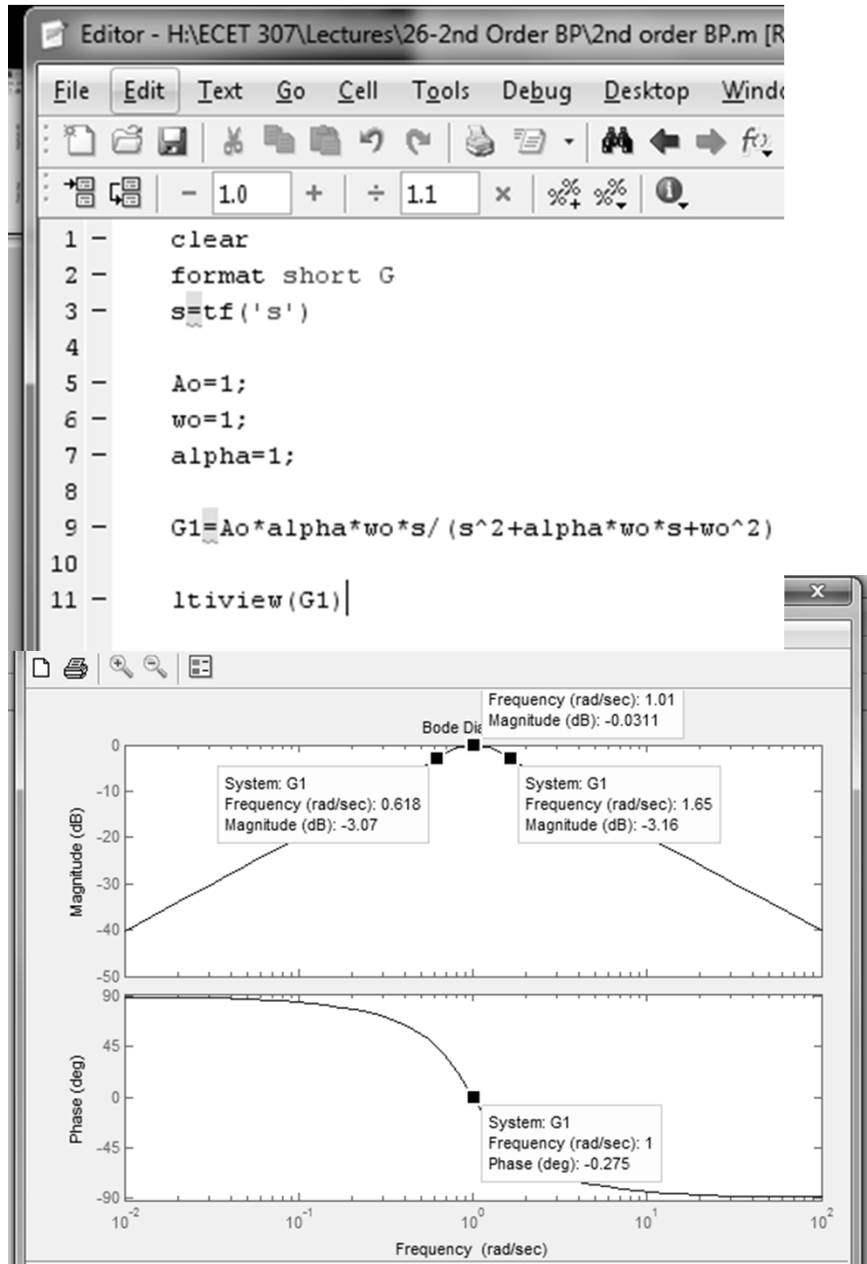 Editor - H:\ECET 307\Lectures\26-2nd Order BP\2nd order BP.m [R
File Edit Text Go Cell Tools Debug Desktop
1.0 1.1
1 clear
2 format short G
3 s=tf('s')
4
5 Ao=1;
6 wo=1;
7 alpha=1;
8
9 G1=Ao*alpha*wo*s/(s^2+alpha*wo*s+wo^2)
10
11 ltiview(G1)
Frequency (rad/sec): 1.01
Magnitude (dB): -0.0311
Bode
System: G1
Frequency (rad/sec): 0.618
Magnitude (dB): -3.07
System: G1
Frequency (rad/sec): 1.65
Magnitude (dB): -3.16
Magnitude (dB)
0
-10
-20
-30
-40
-50
Phase (deg)
90
45
0
-45
-90
System: G1
Frequency (rad/sec): 1
Phase (deg): -0.275
10^-2 10^-1 10^0 10^1 10^2
Frequency (rad/sec)